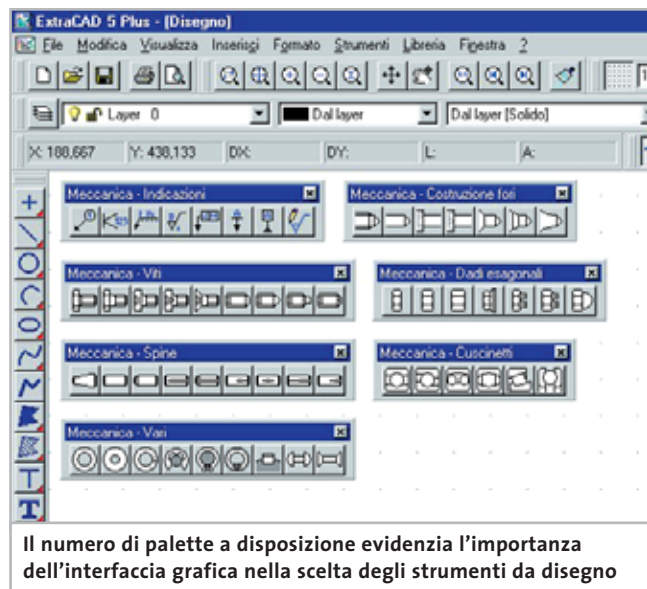 ExtraCAD 5 Plus - [Disegno]
File Modifica Visualizza Inserisci Formato Strumenti Libreria Finestra ?
Layer 0 Dal layer Dal layer [Solido]
X: 188,667 Y: 438,133 DX: DY: L: A:
Meccanica - Indicazioni
Meccanica - Costruzione fori
Meccanica - Viti
Meccanica - Dadi esagonali
Meccanica - Spine
Meccanica - Cuscinetti
Meccanica - Vari
Il numero di palette a disposizione evidenzia l'importanza
dell'interfaccia grafica nella scelta degli strumenti da disegno